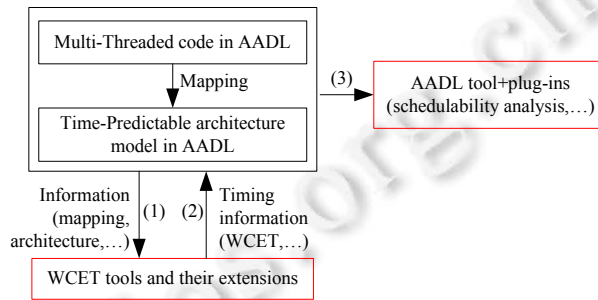 Multi-Threaded code in AADL
Mapping
Time-Predictable architecture
model in AADL
(3)
AADL tool+plug-ins
(schedulability analysis,…)
Information
(mapping,
architecture,…)
(1)
(2)
Timing
information
(WCET,…)
WCET tools and their extensions